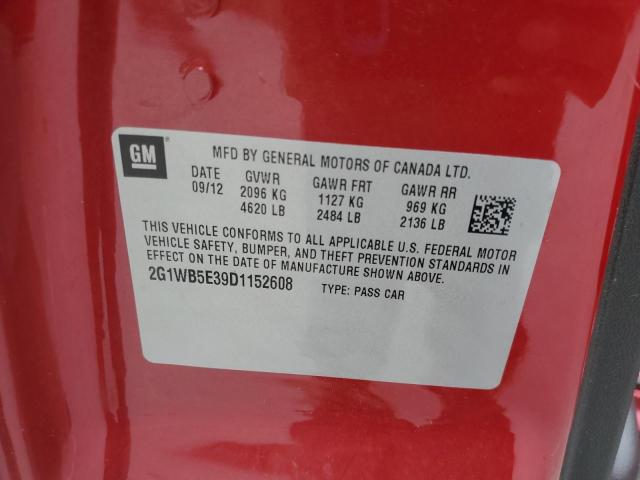 GM
MFD BY GENERAL MOTORS OF CANADA LTD.
DATE GVWR GAWR FRT GAWR RR
09/12 2096 KG 1127 KG 969 KG
4620 LB 2484 LB 2136 LB
THIS VEHICLE CONFORMS TO ALL APPLICABLE U.S. FEDERAL MOTOR
VEHICLE SAFETY, BUMPER, AND THEFT PREVENTION STANDARDS IN
EFFECT ON THE DATE OF MANUFACTURE SHOWN ABOVE.
2G1WB5E39D1152608 TYPE: PASS CAR